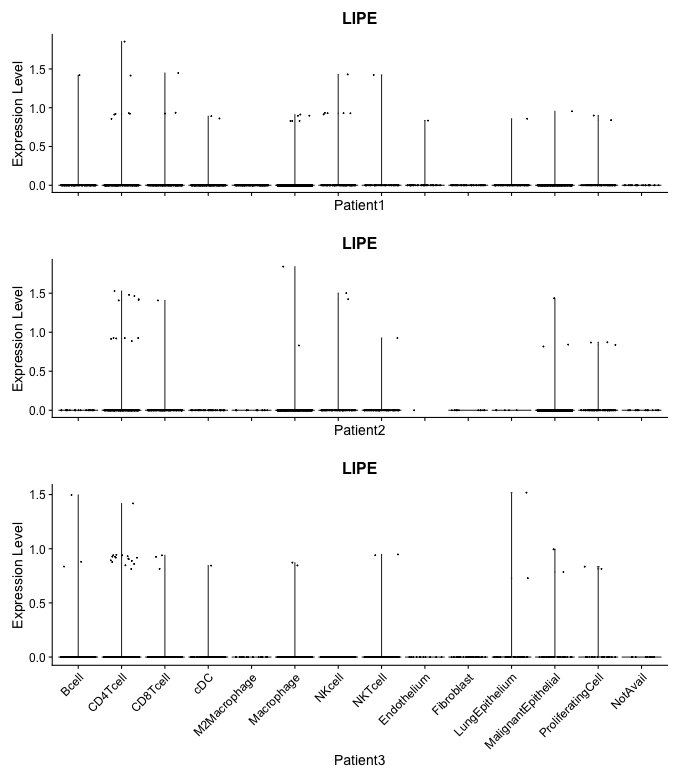 LIPE
Expression Level
1.5
1.0
0.5
0.0
Patient1
LIPE
Expression Level
1.5
1.0
0.5
0.0
Patient2
LIPE
Expression Level
1.5
1.0
0.5
0.0
Bcell
CD4Tcell
CD8Tcell
cDC
M2Macrophage
Macrophage
NKcell
NKTcell
Endothelium
Fibroblast
LungEpithelium
MalignantEpithelial
ProliferatingCell
NotAvail
Patient3